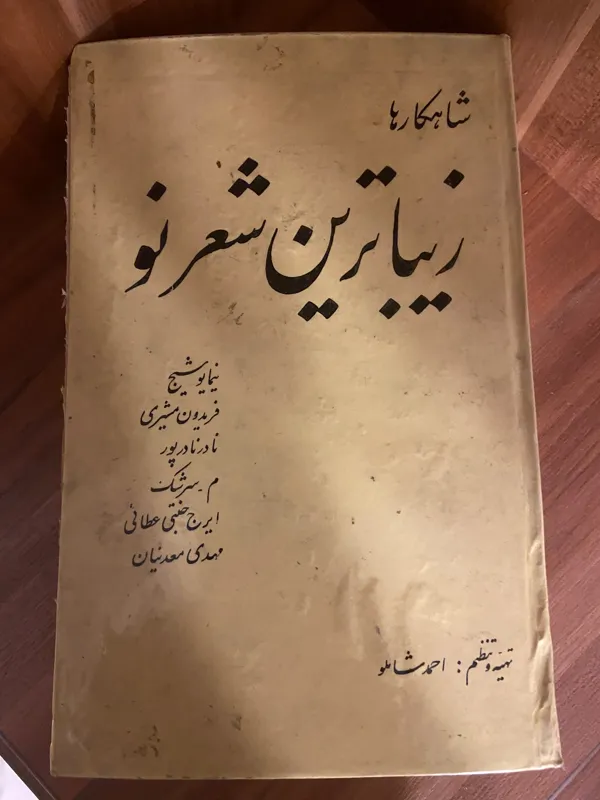 شاهکارها
زیباترین شعر نو
نیما یوشیج
فریدون مشیری
نادر نادرپور
م . سرشک
ایرج جنتی عطائی
مهدی معدنیان
تهیه و تنظیم : احمد شاملو